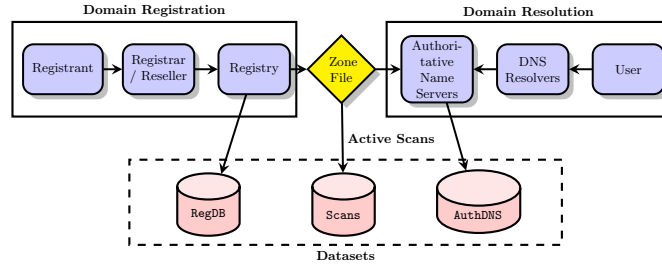 Domain Registration
Domain Resolution
Registrant
Registrar
/ Reseller
Registry
Zone
File
Authori-
tative
Name
Servers
DNS
Resolvers
User
Active Scans
RegDB
Scans
AuthDNS
Datasets